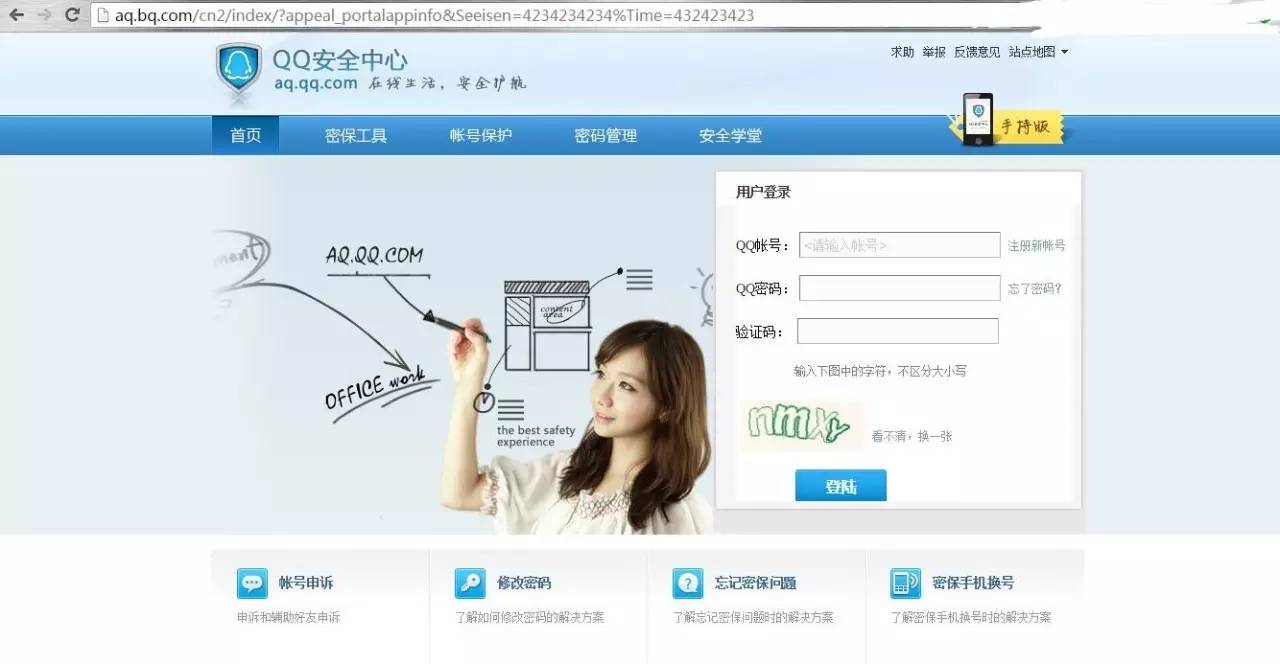 aq.bq.com/cn2/index/?appeal_portalappinfo&Seeisen=4234234234%Time=432423423
QQ安全中心
aq.qq.com 在线生活，安全护航
求助 举报 反馈意见 站点地图
首页 密保工具 帐号保护 密码管理 安全学堂
手持版
AQ.QQ.COM
content area
OFFICE work
the best safety
experience
用户登录
QQ帐号： <请输入帐号> 注册新帐号
QQ密码： 忘了密码?
验证码：
输入下图中的字符，不区分大小写
nmxy
看不清，换一张
登陆
帐号申诉
申诉和辅助好友申诉
修改密码
了解如何修改密码的解决方案
忘记密保问题
了解忘记密保问题时的解决方案
密保手机换号
了解密保手机换号时的解决方案